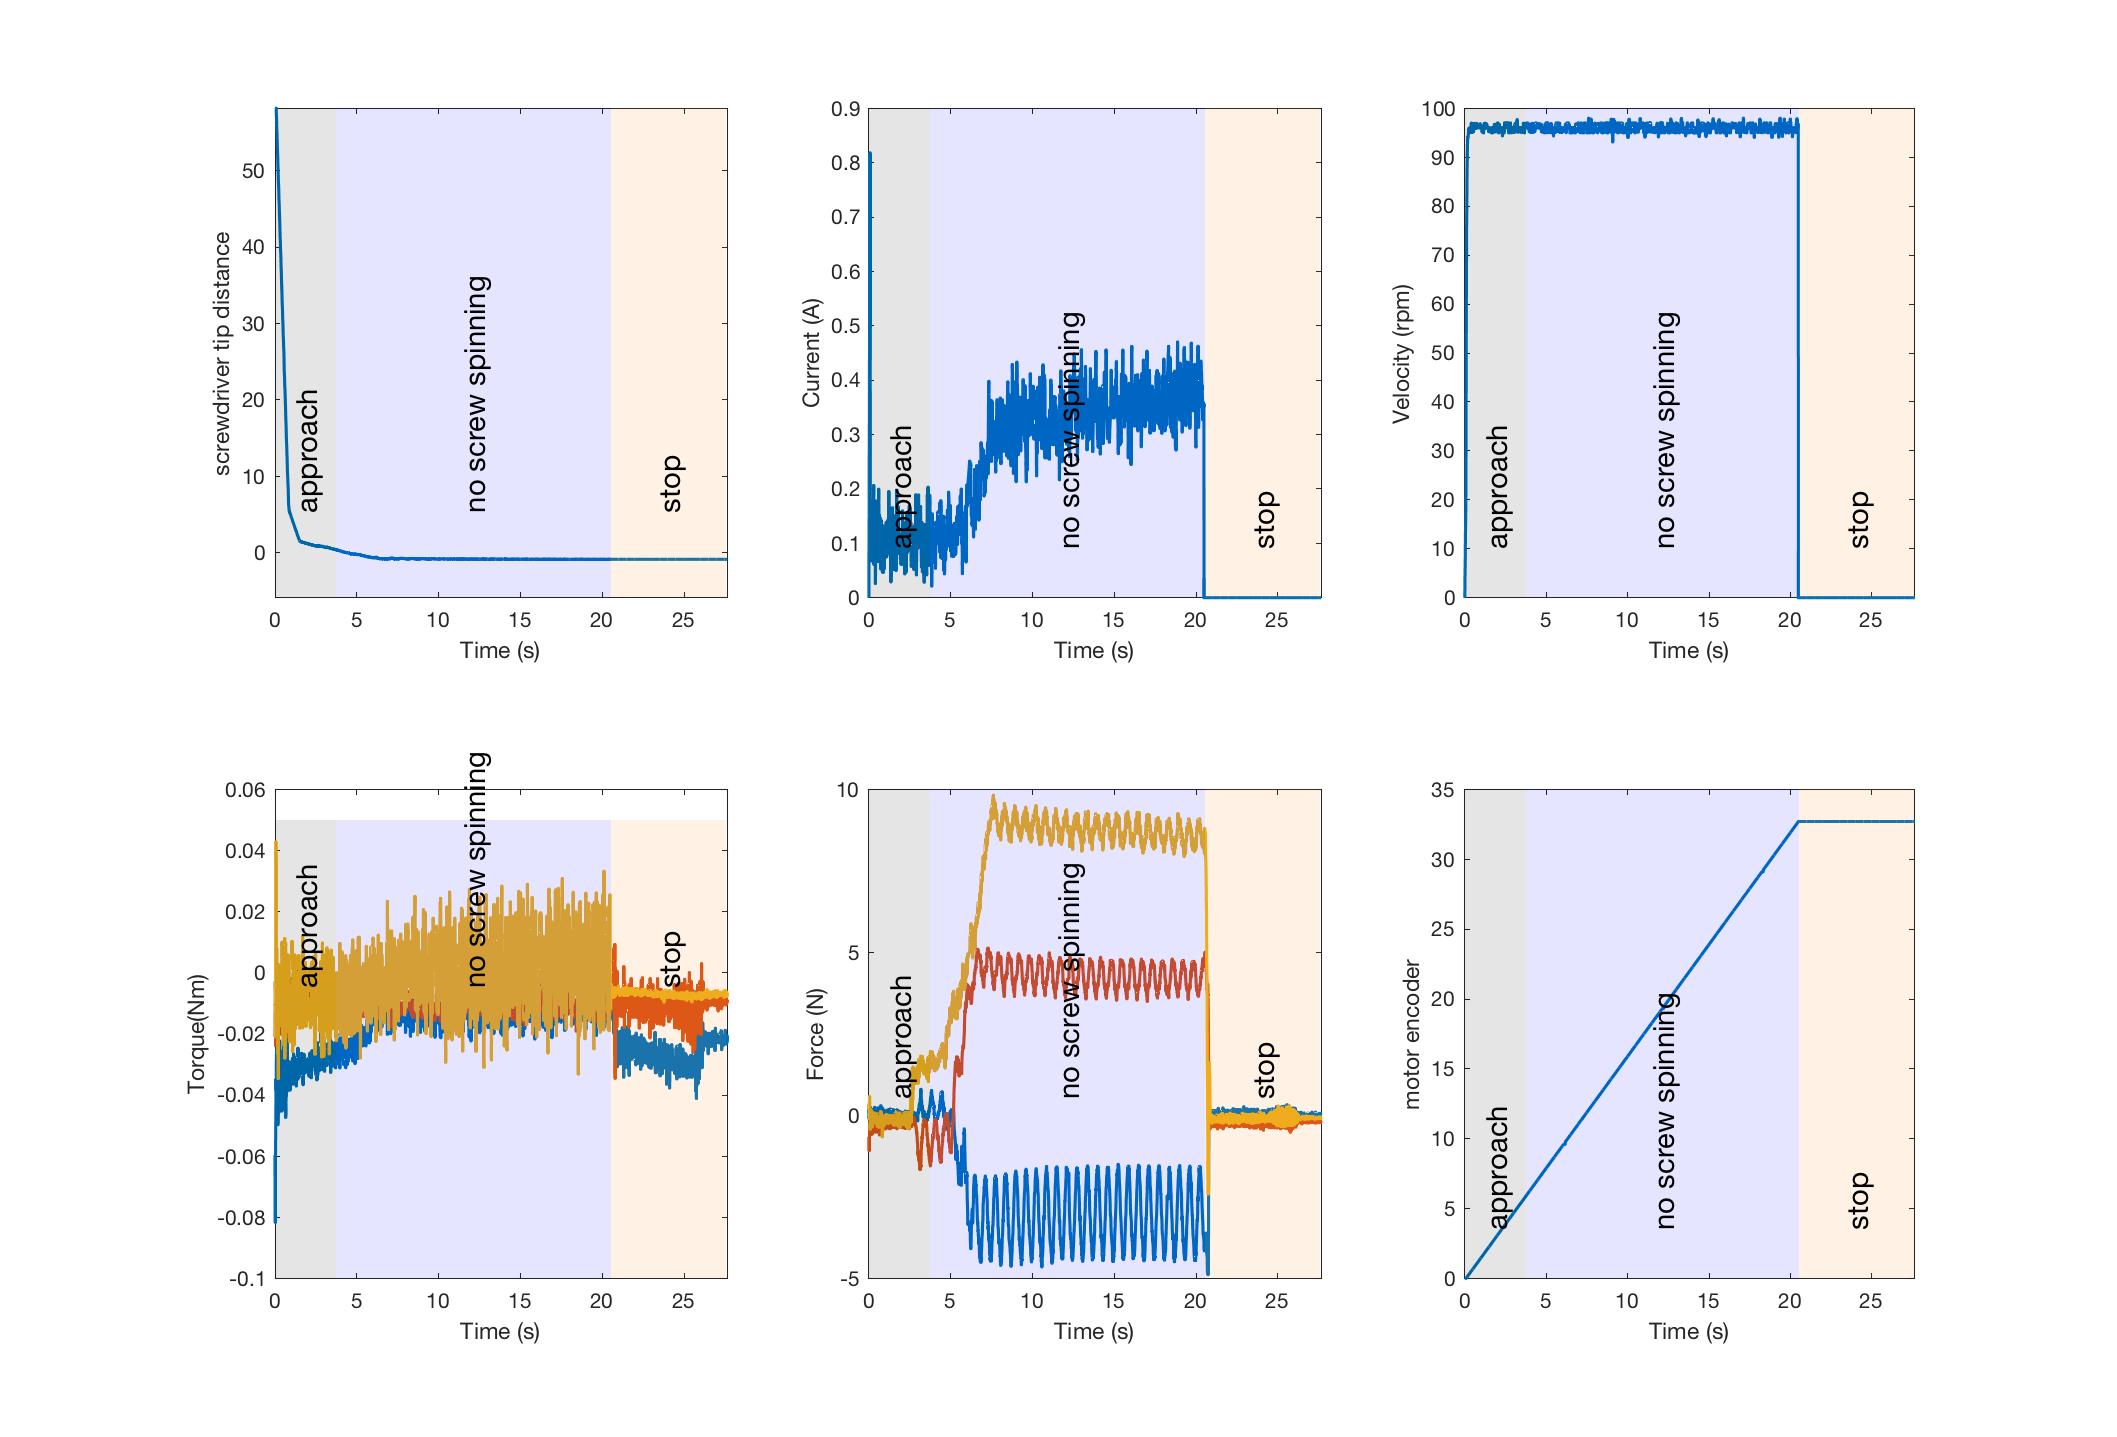 screwdriver tip distance
50
40
30
20
10
0
approach
no screw spinning
stop
0 5 10 15 20 25
Time (s)
Current (A)
0.9
0.8
0.7
0.6
0.5
0.4
0.3
0.2
0.1
0
approach
no screw spinning
stop
0 5 10 15 20 25
Time (s)
Velocity (rpm)
100
90
80
70
60
50
40
30
20
10
0
approach
no screw spinning
stop
0 5 10 15 20 25
Time (s)
Torque(Nm)
0.06
0.04
0.02
0
-0.02
-0.04
-0.06
-0.08
-0.1
approach
no screw spinning
stop
0 5 10 15 20 25
Time (s)
Force (N)
10
5
0
-5
approach
no screw spinning
stop
0 5 10 15 20 25
Time (s)
motor encoder
35
30
25
20
15
10
5
0
approach
no screw spinning
stop
0 5 10 15 20 25
Time (s)